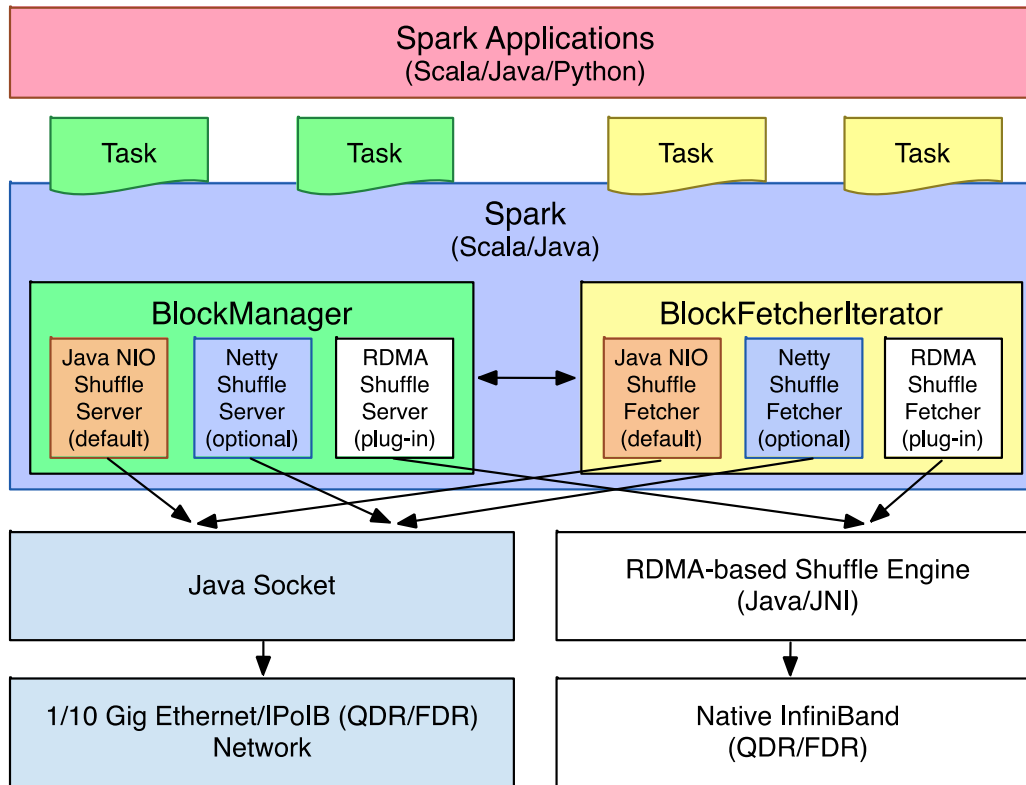 Spark Applications
(Scala/Java/Python)
Task
Task
Task
Task
Spark
(Scala/Java)
BlockManager
Java NIO
Shuffle
Server
(default)
Netty
Shuffle
Server
(optional)
RDMA
Shuffle
Server
(plug-in)
BlockFetcherIterator
Java NIO
Shuffle
Fetcher
(default)
Netty
Shuffle
Fetcher
(optional)
RDMA
Shuffle
Fetcher
(plug-in)
Java Socket
RDMA-based Shuffle Engine
(Java/JNI)
1/10 Gig Ethernet/IPoIB (QDR/FDR)
Network
Native InfiniBand
(QDR/FDR)